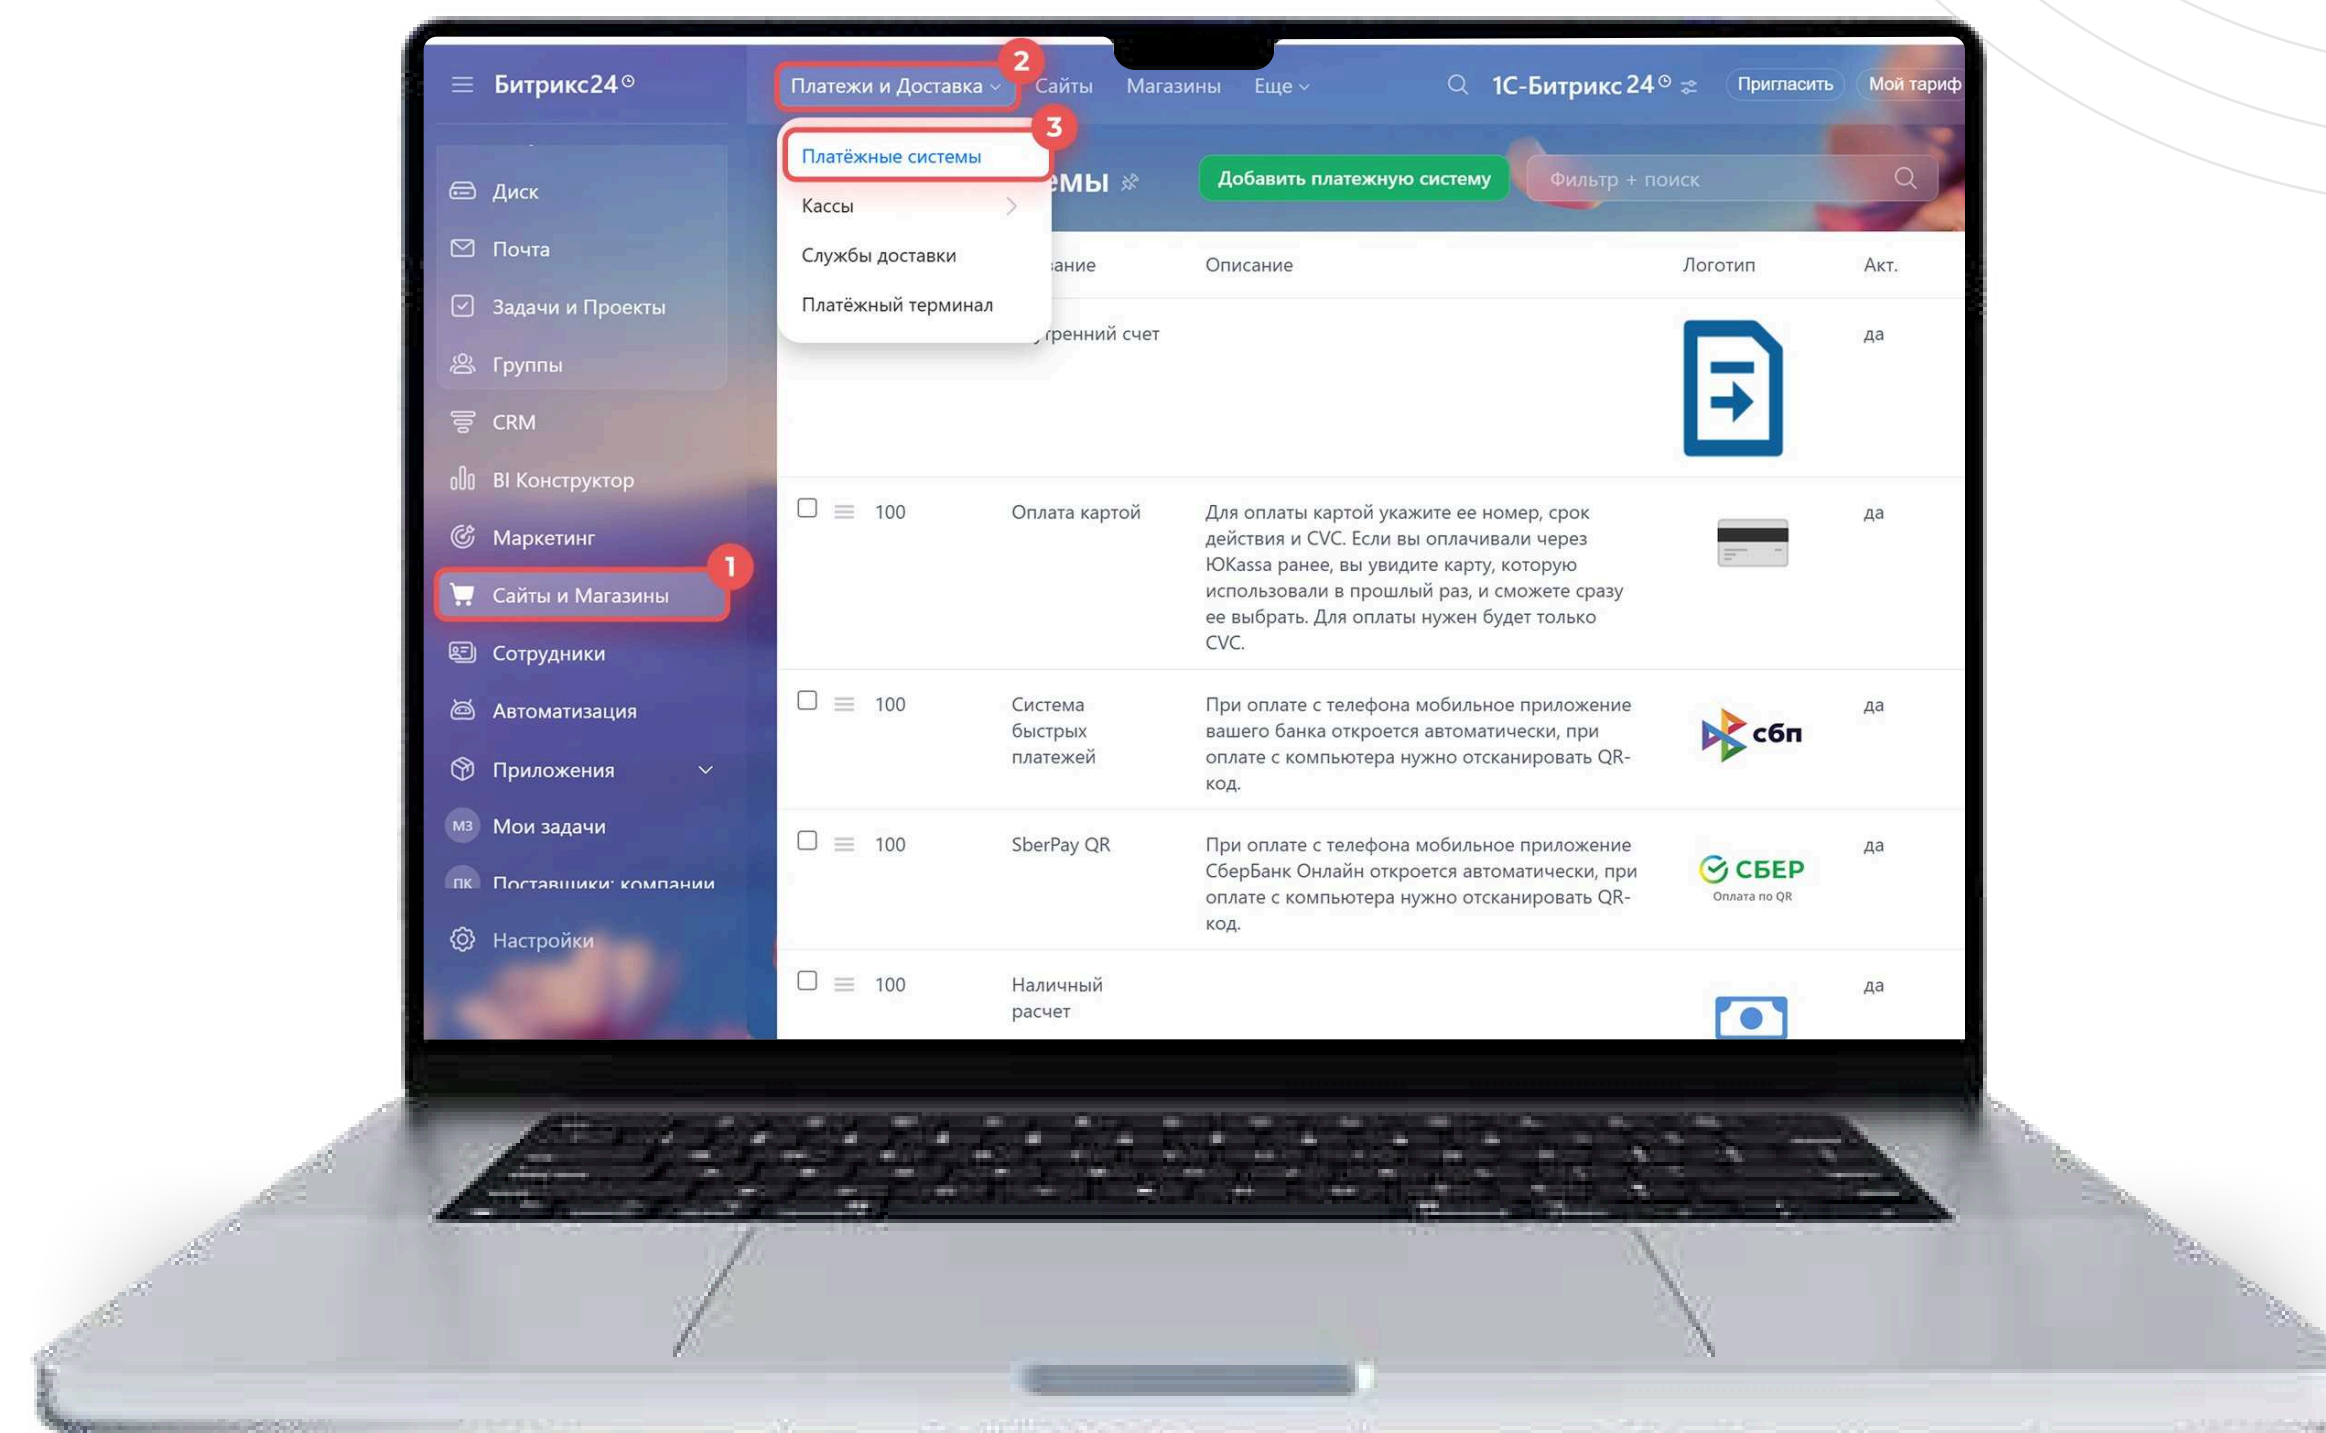 Битрикс24
Платежи и Доставка
2
Сайты
Магазины
Еще
1С-Битрикс 24
Пригласить
Мой тариф
Диск
Почта
Задачи и Проекты
Группы
CRM
BI Конструктор
Маркетинг
1
Сайты и Магазины
Сотрудники
Автоматизация
Приложения
МЗ Мои задачи
ПК Поставщики: компании
Настройки
3
Платёжные системы
Кассы
Службы доставки
Платёжный терминал
емы
Добавить платежную систему
Фильтр + поиск
ание
Описание
Логотип
Акт.
тренний счет
да
100
Оплата картой
Для оплаты картой укажите ее номер, срок
действия и CVC. Если вы оплачивали через
ЮKassa ранее, вы увидите карту, которую
использовали в прошлый раз, и сможете сразу
ее выбрать. Для оплаты нужен будет только
CVC.
да
100
Система
быстрых
платежей
При оплате с телефона мобильное приложение
вашего банка откроется автоматически, при
оплате с компьютера нужно отсканировать QR-
код.
сбп
да
100
SberPay QR
При оплате с телефона мобильное приложение
СберБанк Онлайн откроется автоматически, при
оплате с компьютера нужно отсканировать QR-
код.
СБЕР
Оплата по QR
да
100
Наличный
расчет
да